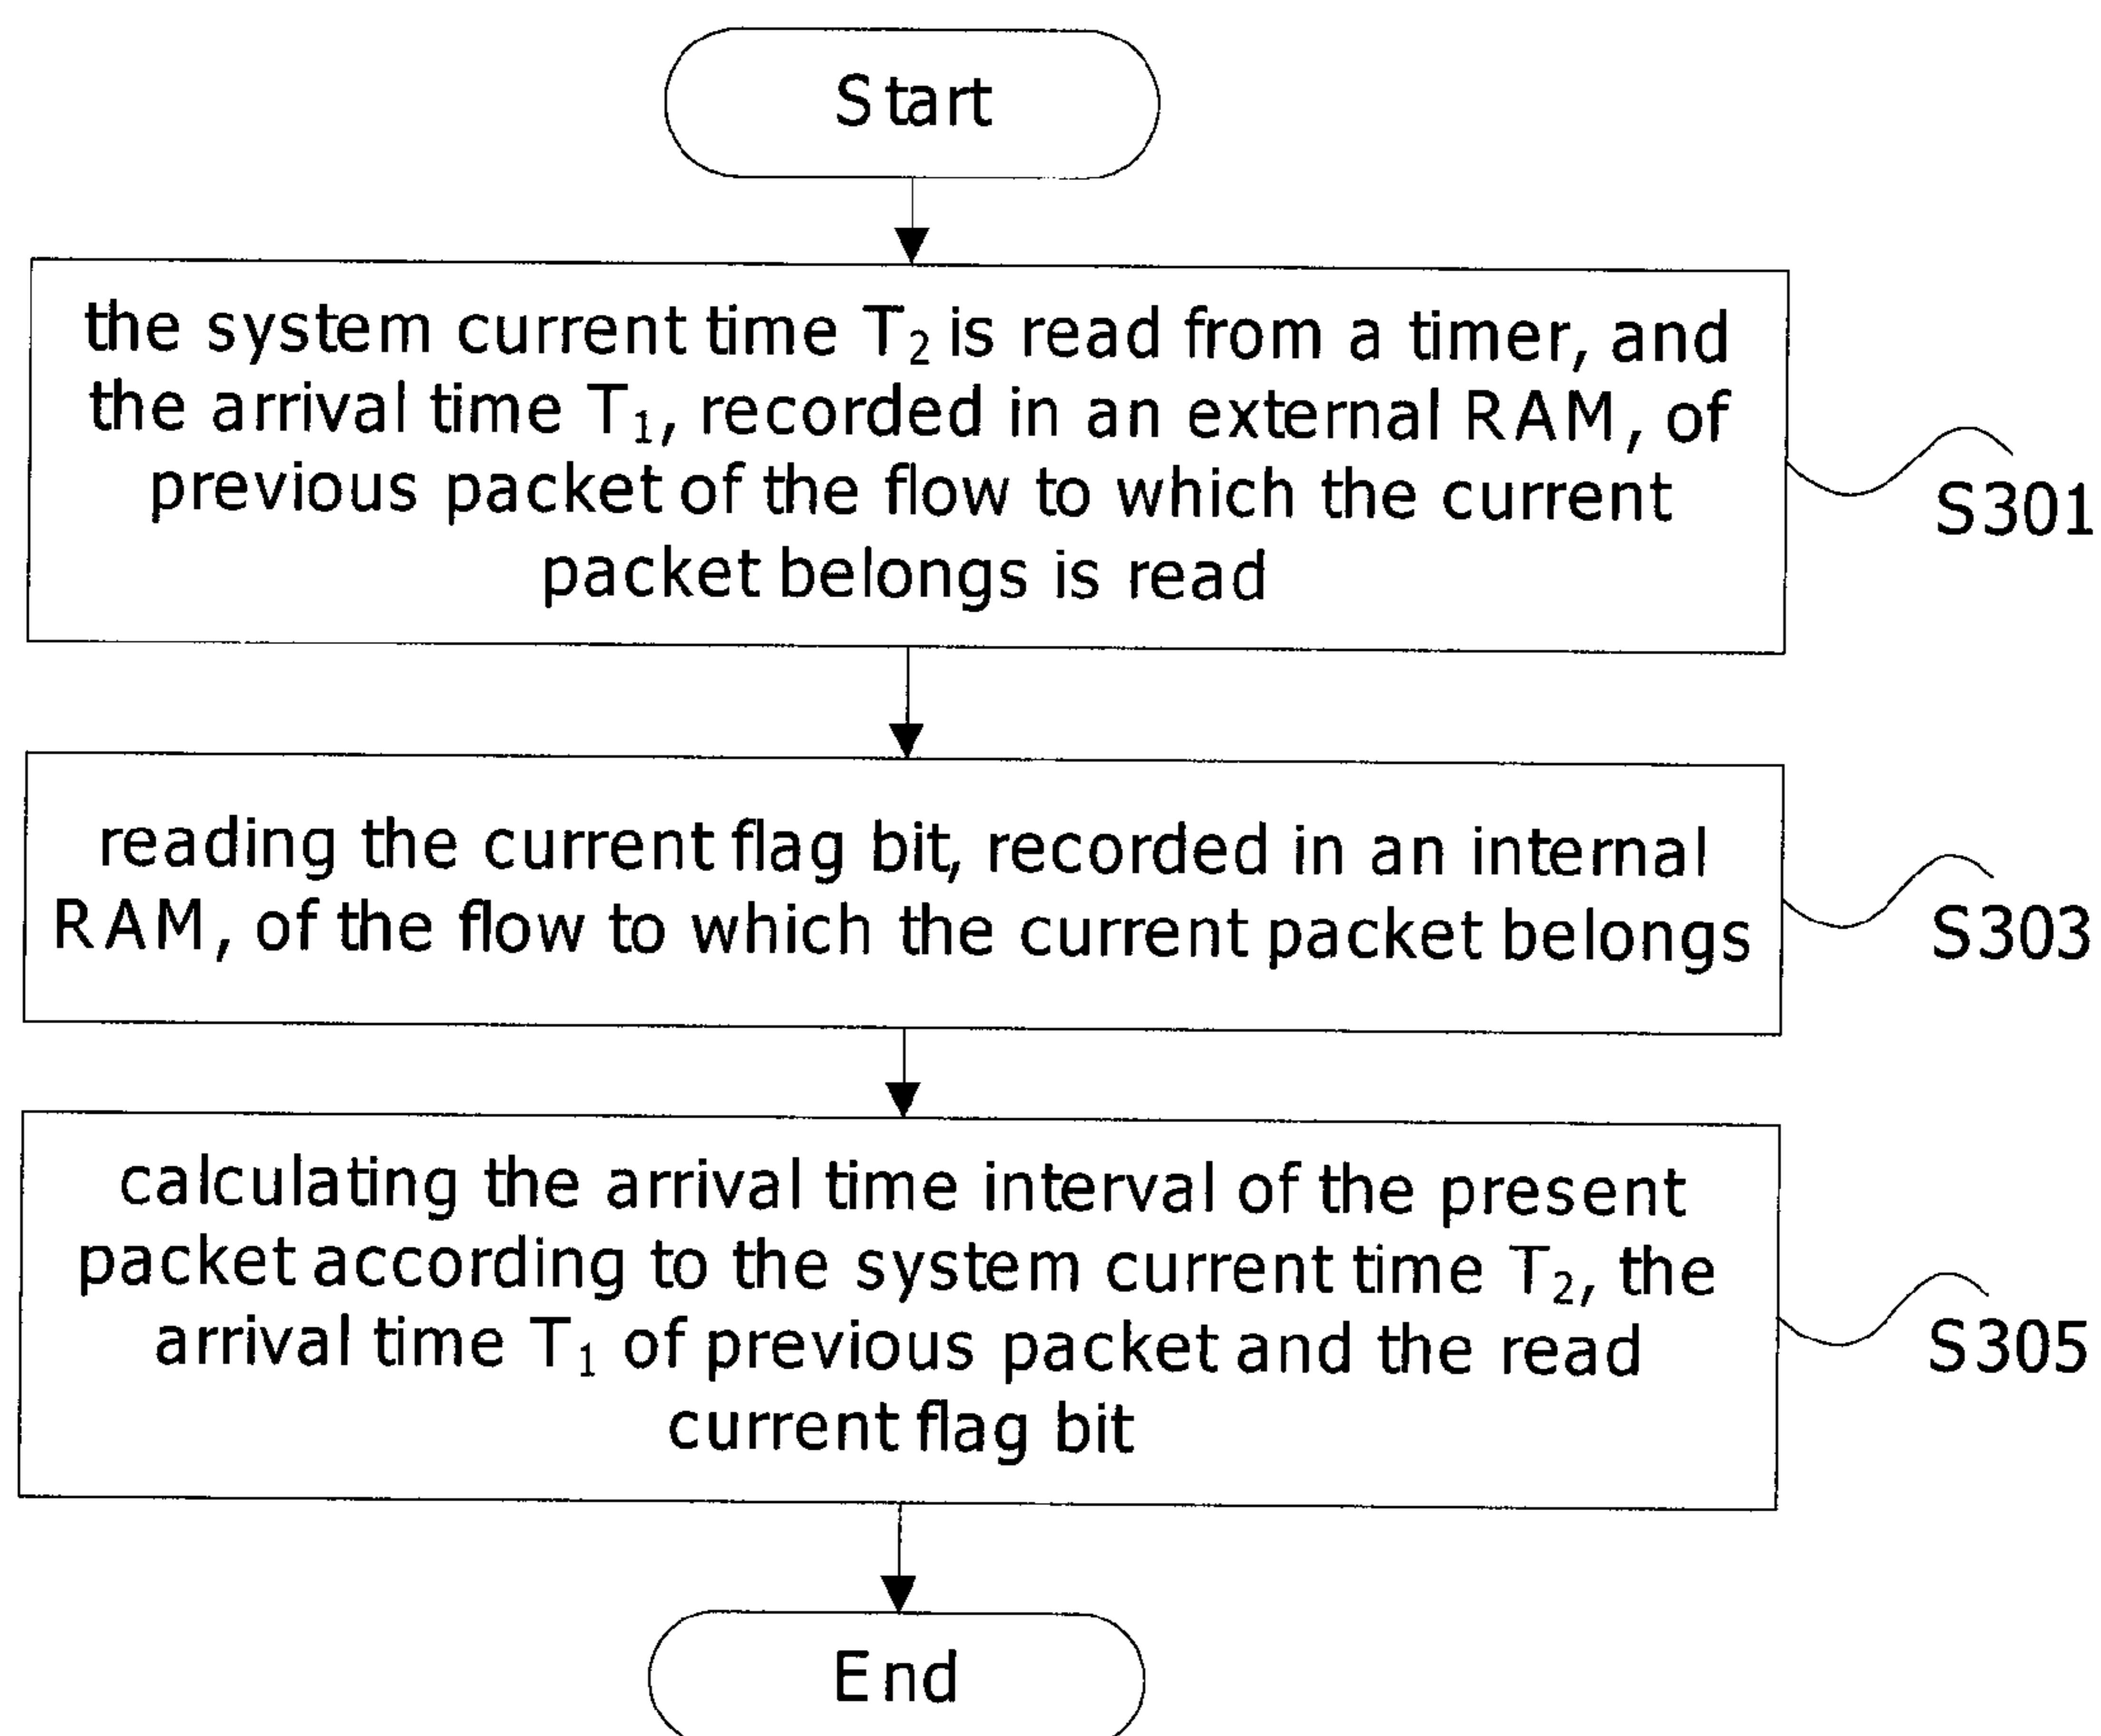 Start
the system current time T₂ is read from a timer, and
the arrival time T₁, recorded in an external RAM, of
previous packet of the flow to which the current
packet belongs is read
S301
reading the current flag bit, recorded in an internal
RAM, of the flow to which the current packet belongs
S303
calculating the arrival time interval of the present
packet according to the system current time T₂, the
arrival time T₁ of previous packet and the read
current flag bit
S305
End